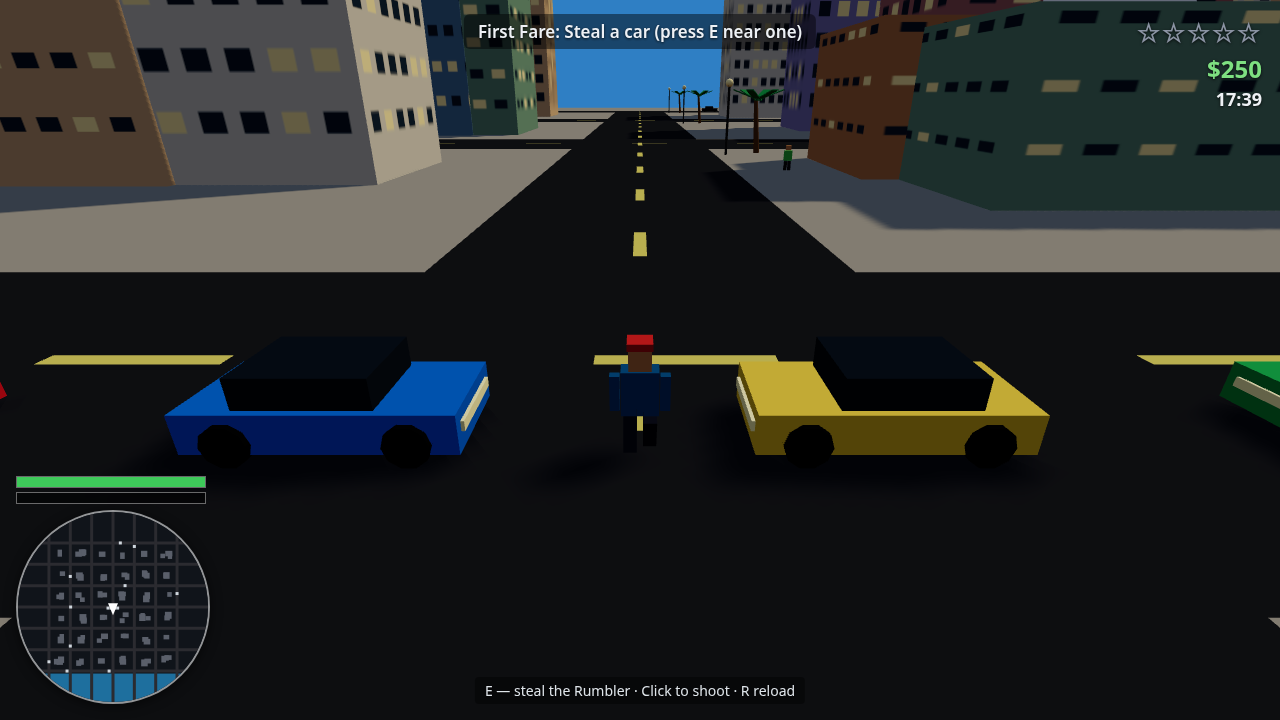 First Fare: Steal a car (press E near one)
$250
17:39
E — steal the Rumbler · Click to shoot · R reload